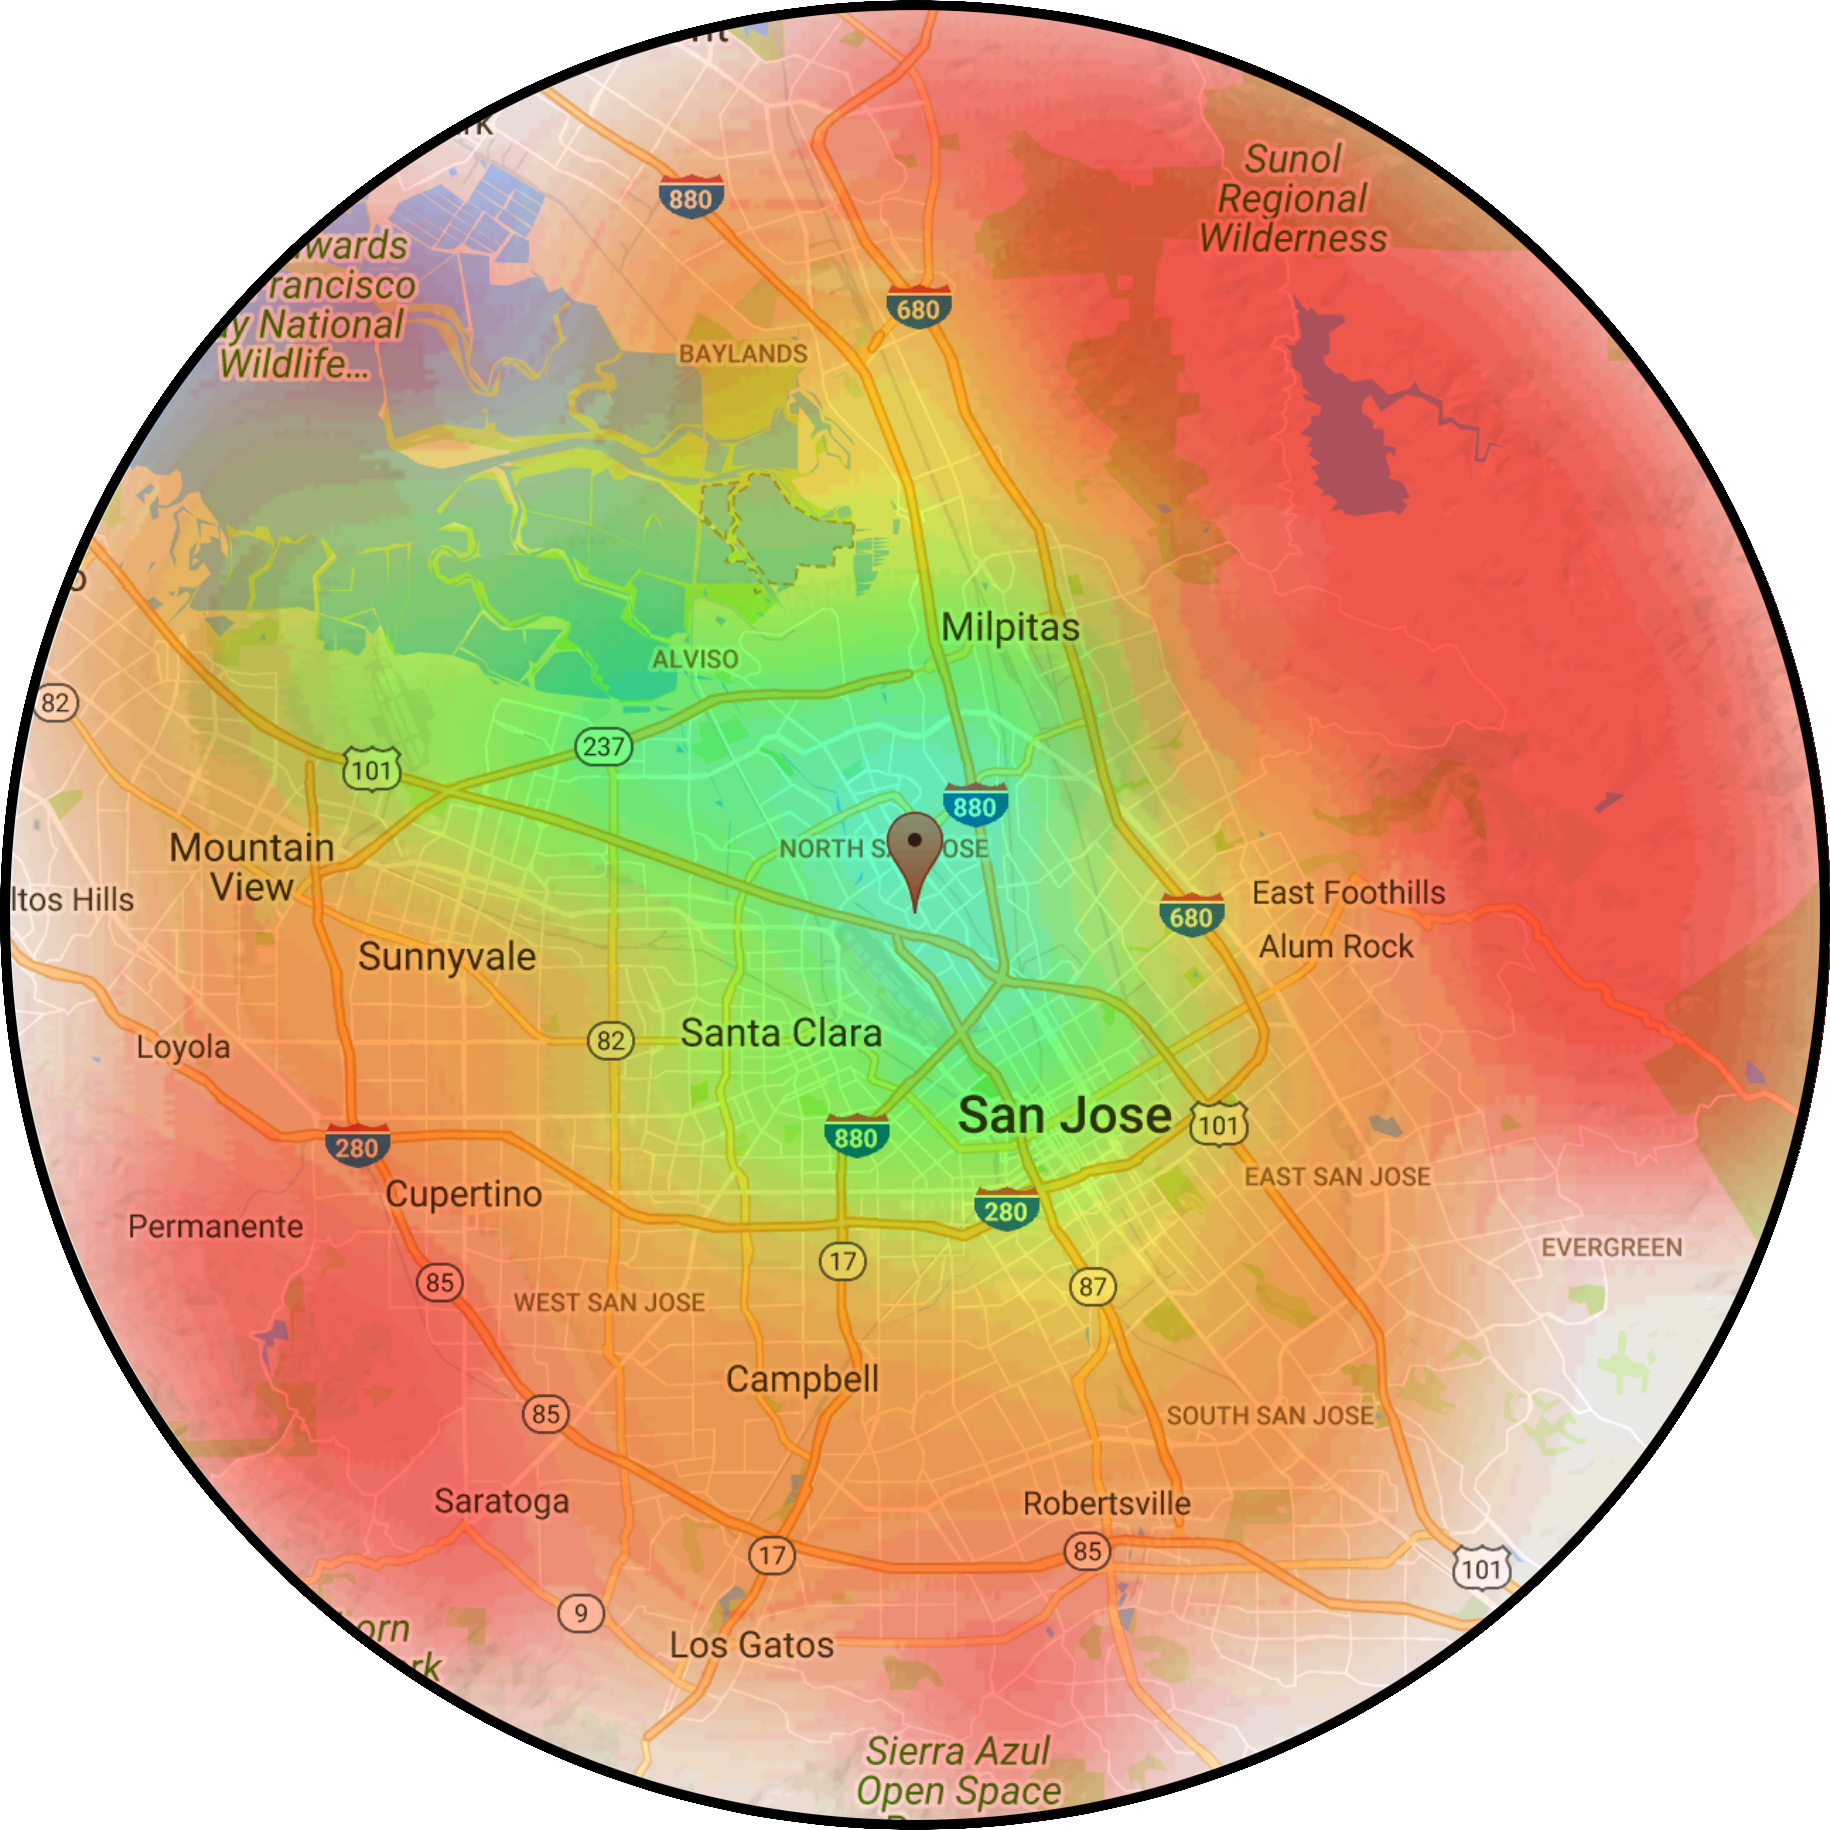 880
Sunol
Regional
Wilderness
wards
rancisco
y National
Wildlife...
680
BAYLANDS
Milpitas
ALVISO
82
237
101
880
NORTH S
OSE
Mountain
View
ltos Hills
East Foothills
680
Alum Rock
Sunnyvale
Santa Clara
82
Loyola
San Jose
880
101
280
EAST SAN JOSE
Cupertino
280
Permanente
EVERGREEN
17
85
87
WEST SAN JOSE
Campbell
85
SOUTH SAN JOSE
Saratoga
Robertsville
17
85
101
9
orn
rk
Los Gatos
Sierra Azul
Open Space